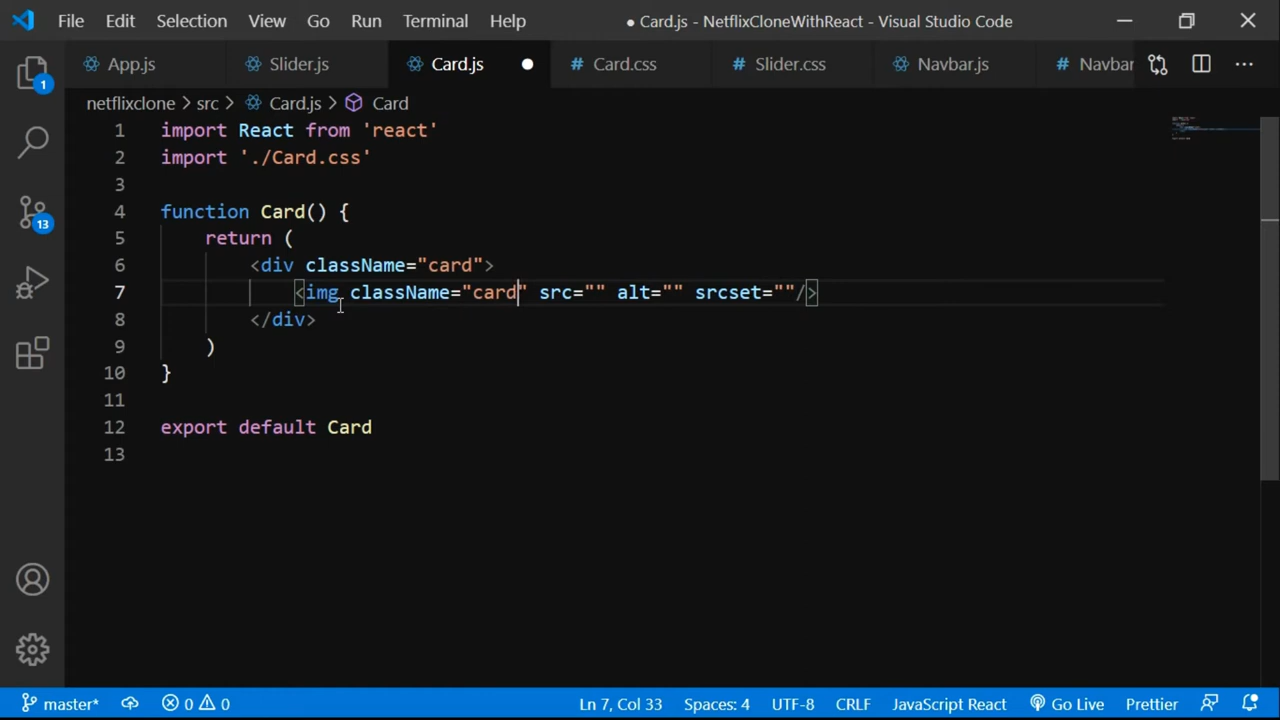 File Edit Selection View Go Run Terminal Help ● Card.js - NetflixCloneWithReact - Visual Studio Code
App.js Slider.js Card.js # Card.css # Slider.css Navbar.js # Navbar ...
netflixclone > src > Card.js > Card
1 import React from 'react'
2 import './Card.css'
3
4 function Card() {
5 return (
6 <div className="card">
7 <img className="card" src="" alt="" srcset=""/>
8 </div>
9 )
10 }
11
12 export default Card
13
1
13
master* 0 0 Ln 7, Col 33 Spaces: 4 UTF-8 CRLF JavaScript React Go Live Prettier